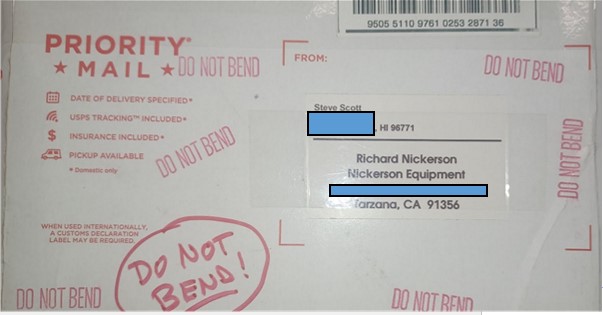 9505 5110 9761 0253 2871 36
PRIORITY®
★ MAIL ★
DO NOT BEND
FROM:
DO NOT BEND
DATE OF DELIVERY SPECIFIED*
USPS TRACKING™ INCLUDED*
$ INSURANCE INCLUDED*
PICKUP AVAILABLE
* Domestic only
DO NOT BEND
Steve Scott
, HI 96771
Richard Nickerson
Nickerson Equipment
Tarzana, CA 91356
DO NOT BEND
WHEN USED INTERNATIONALLY,
A CUSTOMS DECLARATION
LABEL MAY BE REQUIRED.
DO NOT
BEND!
DO NOT BEND
DO NOT BEND